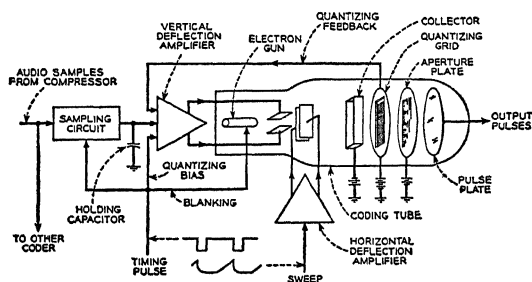 VERTICAL
DEFLECTION
AMPLIFIER
ELECTRON
GUN
QUANTIZING
FEEDBACK
COLLECTOR
QUANTIZING
GRID
APERTURE
PLATE
AUDIO SAMPLES
FROM COMPRESSOR
SAMPLING
CIRCUIT
OUTPUT
PULSES
HOLDING
CAPACITOR
QUANTIZING
BIAS
BLANKING
PULSE
PLATE
CODING TUBE
TO OTHER
CODER
TIMING
PULSE
SWEEP
HORIZONTAL
DEFLECTION
AMPLIFIER